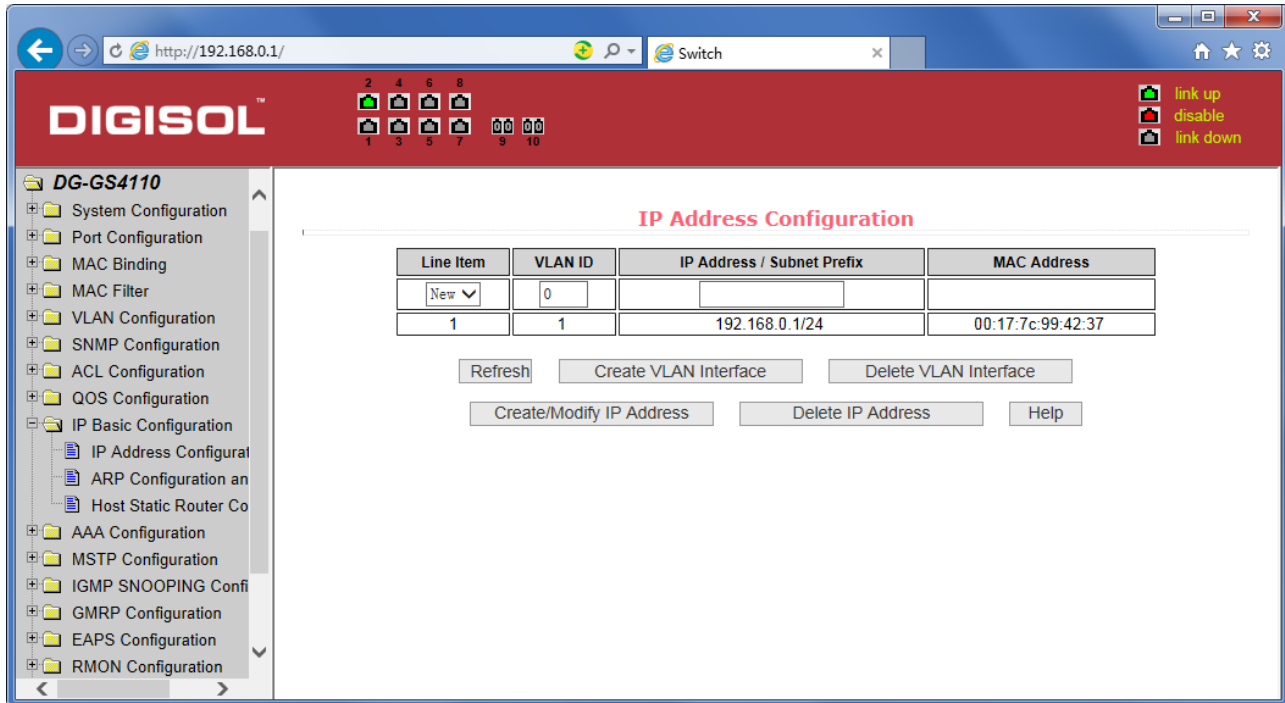 http://192.168.0.1/
Switch
DIGISOL™
2 4 6 8
1 3 5 7 9 10
link up
disable
link down
DG-GS4110
System Configuration
Port Configuration
MAC Binding
MAC Filter
VLAN Configuration
SNMP Configuration
ACL Configuration
QOS Configuration
IP Basic Configuration
IP Address Configurat
ARP Configuration an
Host Static Router Co
AAA Configuration
MSTP Configuration
IGMP SNOOPING Confi
GMRP Configuration
EAPS Configuration
RMON Configuration
IP Address Configuration
Line Item VLAN ID IP Address / Subnet Prefix MAC Address
New 0
1 1 192.168.0.1/24 00:17:7c:99:42:37
Refresh Create VLAN Interface Delete VLAN Interface
Create/Modify IP Address Delete IP Address Help